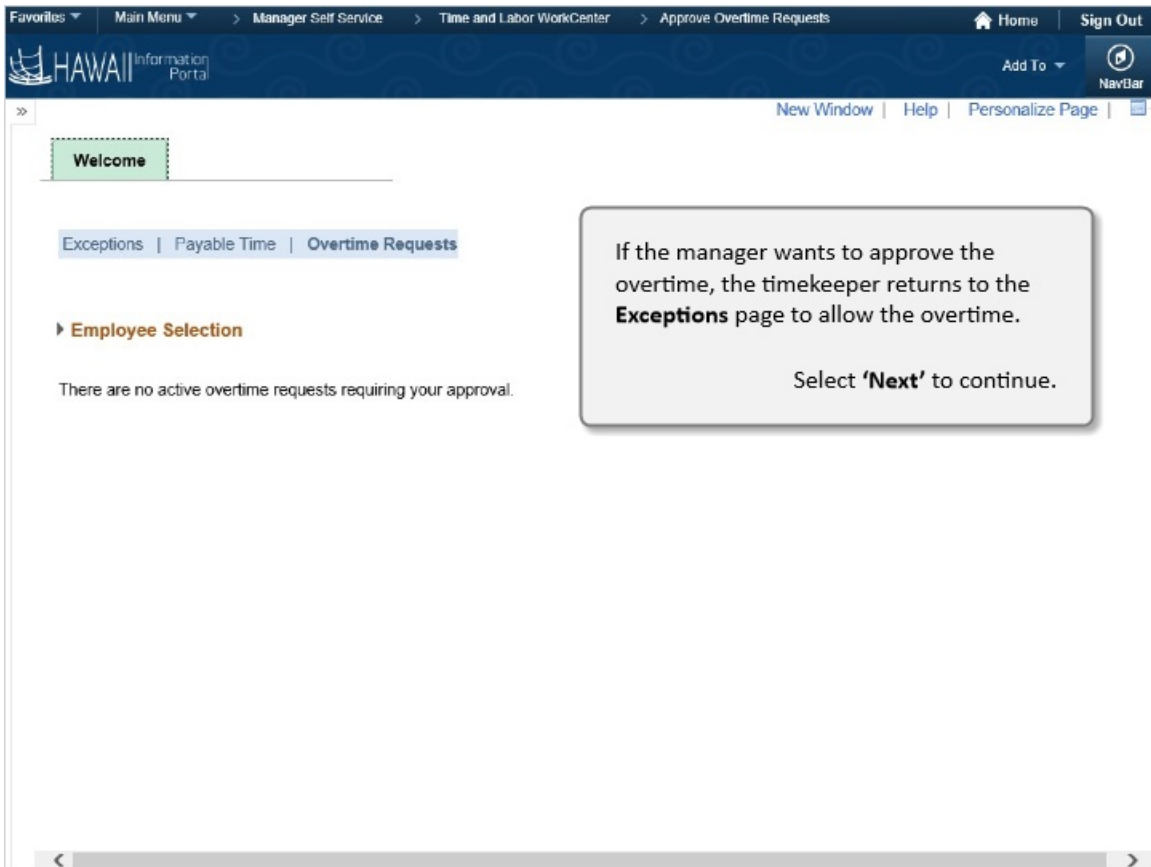 Favorites Main Menu > Manager Self Service > Time and Labor WorkCenter > Approve Overtime Requests Home Sign Out
HAWAII Information Portal
Add To
NavBar
»
New Window | Help | Personalize Page |
Welcome
Exceptions | Payable Time | Overtime Requests
Employee Selection
There are no active overtime requests requiring your approval.
If the manager wants to approve the
overtime, the timekeeper returns to the
Exceptions page to allow the overtime.
Select ‘Next’ to continue.